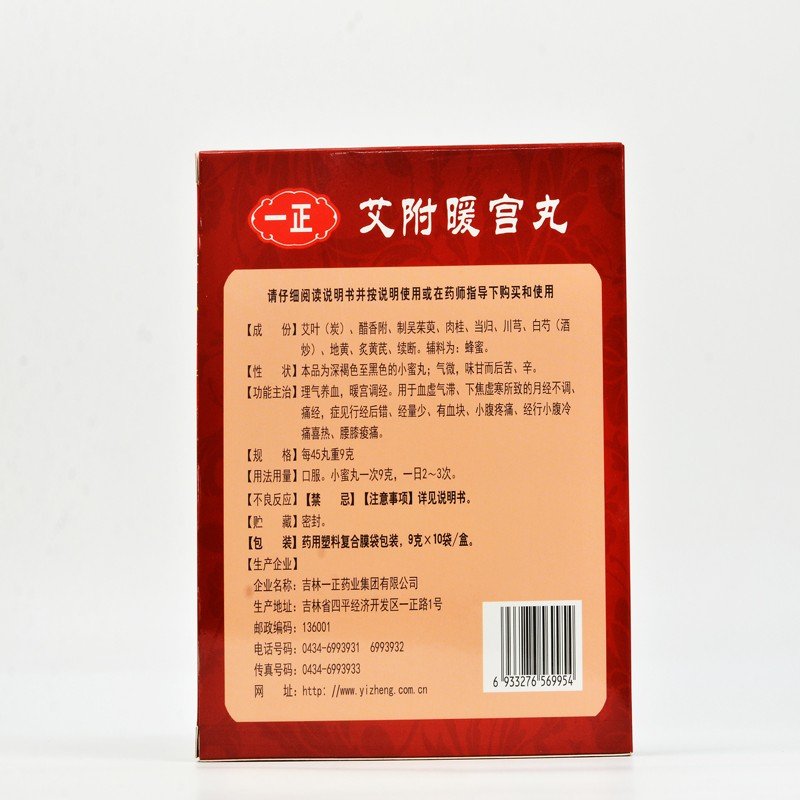 一正
艾附暖宫丸
请仔细阅读说明书并按说明使用或在药师指导下购买和使用
【成 份】艾叶（炭）、醋香附、制吴茱萸、肉桂、当归、川芎、白芍（酒
炒）、地黄、炙黄芪、续断。辅料为：蜂蜜。
【性 状】本品为深褐色至黑色的小蜜丸；气微，味甘而后苦、辛。
【功能主治】理气养血，暖宫调经。用于血虚气滞、下焦虚寒所致的月经不调、
痛经，症见行经后错、经量少、有血块、小腹疼痛、经行小腹冷
痛喜热、腰膝痠痛。
【规 格】每45丸重9克
【用法用量】口服。小蜜丸一次9克，一日2～3次。
【不良反应】【禁 忌】【注意事项】详见说明书。
【贮 藏】密封。
【包 装】药用塑料复合膜袋包装，9克×10袋/盒。
【生产企业】
企业名称：吉林一正药业集团有限公司
生产地址：吉林省四平经济开发区一正路1号
邮政编码：136001
电话号码：0434-6993931 6993932
传真号码：0434-6993933
网 址：http://www.yizheng.com.cn
6 933276 569954